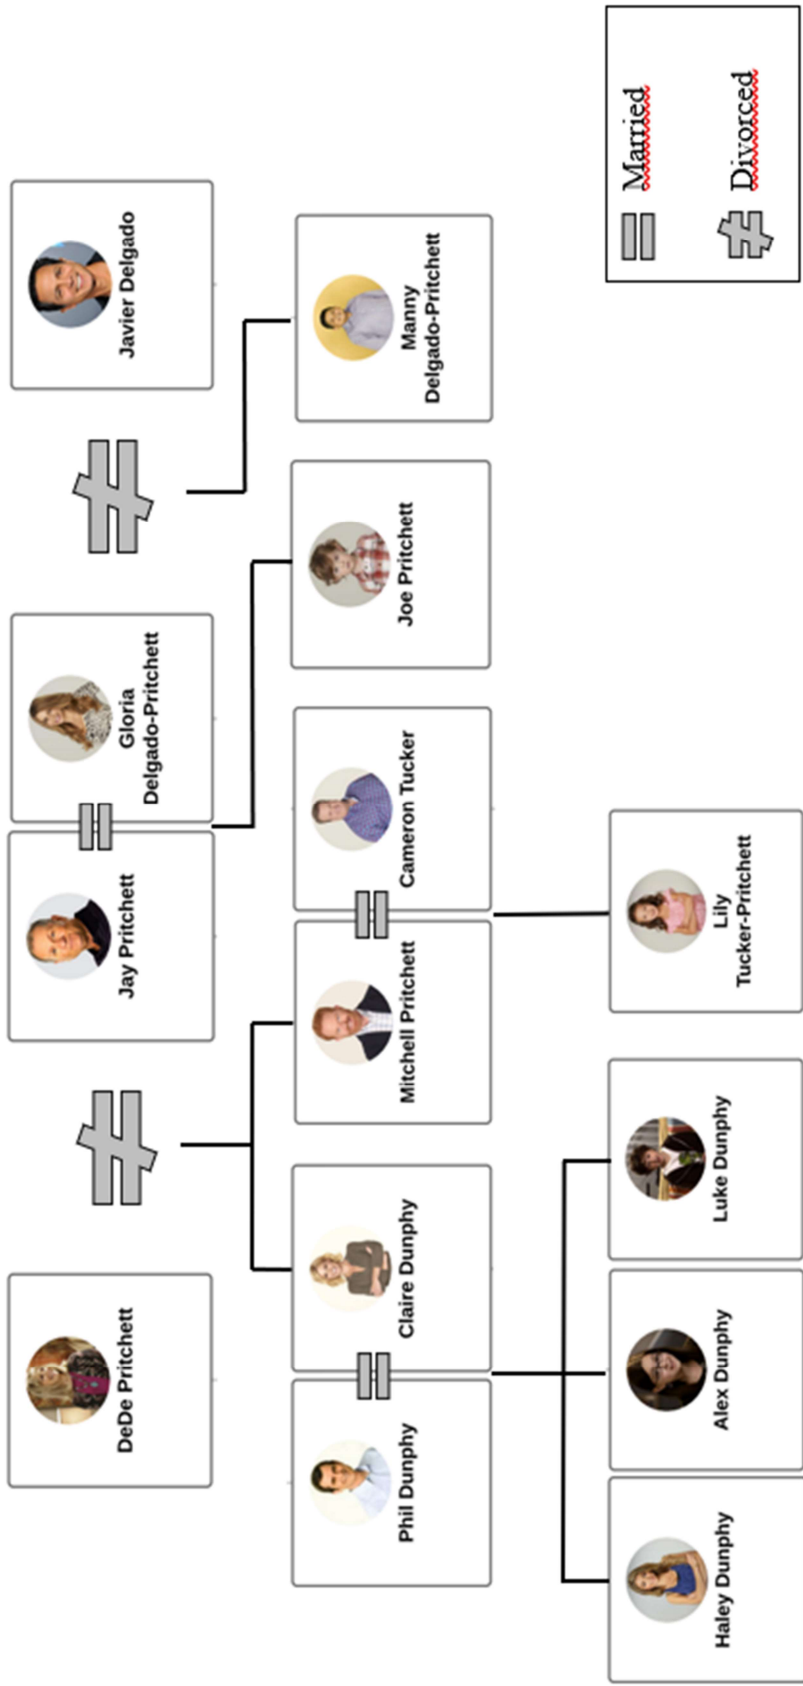 DeDe Pritchett
Jay Pritchett
Gloria
Delgado-Pritchett
Javier Delgado
Phil Dunphy
Claire Dunphy
Mitchell Pritchett
Cameron Tucker
Joe Pritchett
Manny
Delgado-Pritchett
Haley Dunphy
Alex Dunphy
Luke Dunphy
Lily
Tucker-Pritchett
Married
Divorced